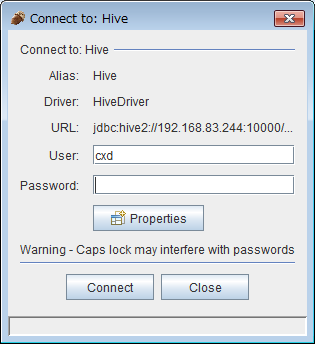 Connect to: Hive
Connect to: Hive
Alias: Hive
Driver: HiveDriver
URL: jdbc:hive2://192.168.83.244:10000/...
User: cxd
Password:
Properties
Warning - Caps lock may interfere with passwords
Connect Close